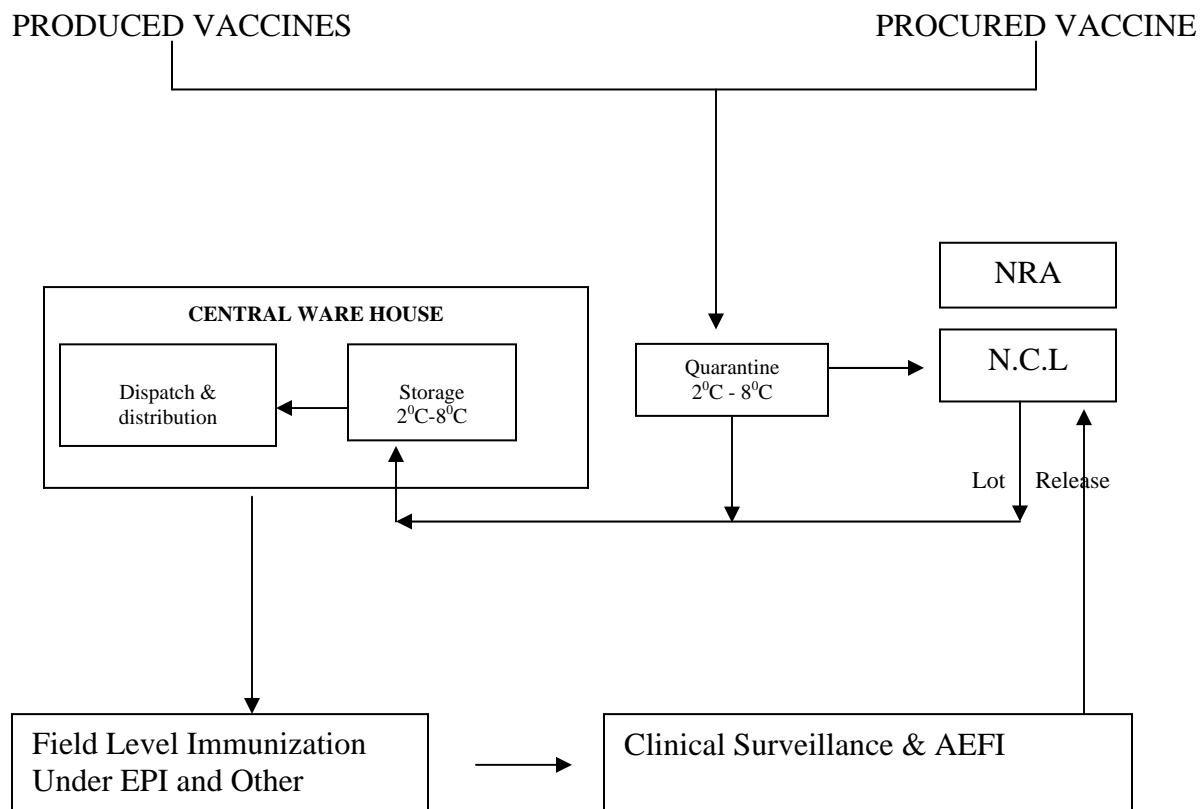 PRODUCED VACCINES
PROCURED VACCINE
NRA
CENTRAL WARE HOUSE
Dispatch &
distribution
Storage
2⁰C-8⁰C
Quarantine
2⁰C - 8⁰C
N.C.L
Lot Release
Field Level Immunization
Under EPI and Other
Clinical Surveillance & AEFI